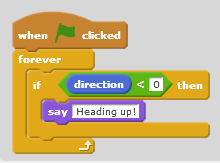 when clicked
forever
if direction < 0 then
say Heading up!